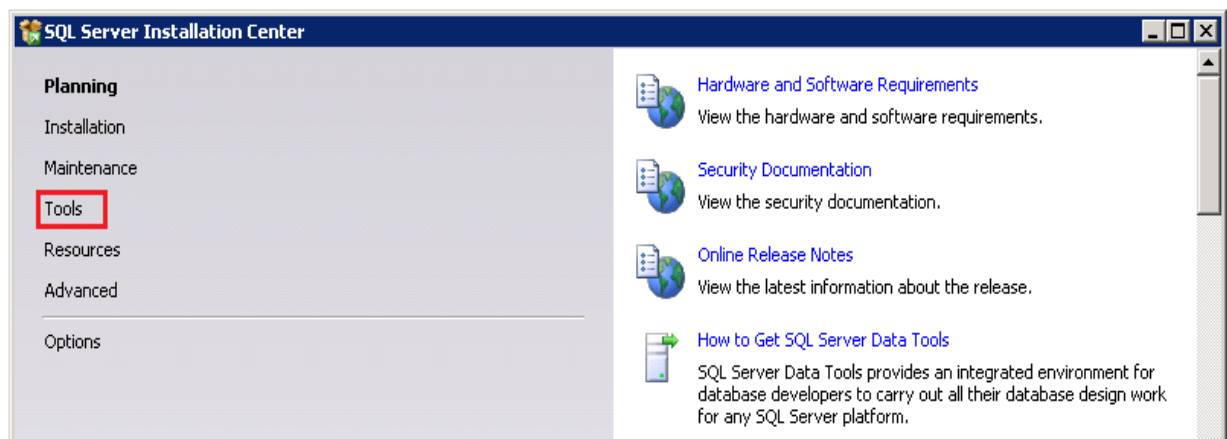 SQL Server Installation Center
Planning
Installation
Maintenance
Tools
Resources
Advanced
Options
Hardware and Software Requirements
View the hardware and software requirements.
Security Documentation
View the security documentation.
Online Release Notes
View the latest information about the release.
How to Get SQL Server Data Tools
SQL Server Data Tools provides an integrated environment for
database developers to carry out all their database design work
for any SQL Server platform.